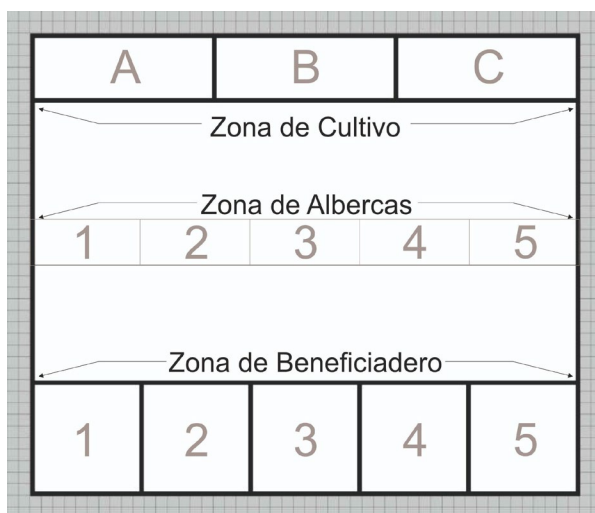 A B C
Zona de Cultivo
Zona de Albercas
1 2 3 4 5
Zona de Beneficiadero
1 2 3 4 5